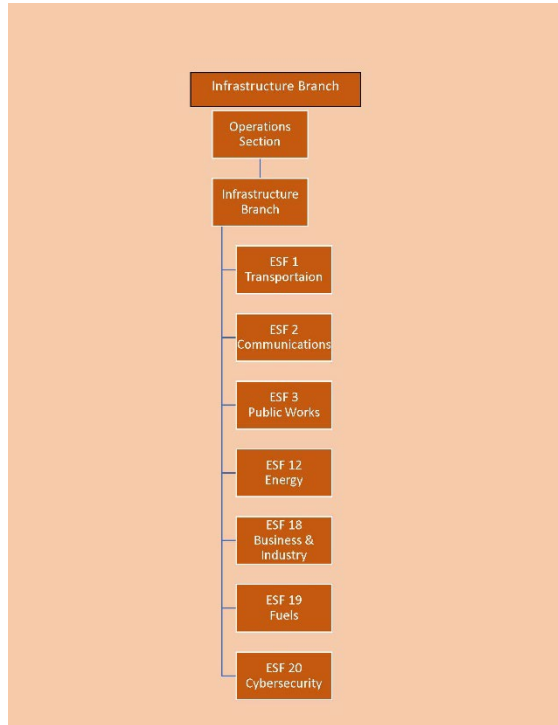 Infrastructure Branch
Operations
Section
Infrastructure
Branch
ESF 1
Transportaion
ESF 2
Communications
ESF 3
Public Works
ESF 12
Energy
ESF 18
Business &
Industry
ESF 19
Fuels
ESF 20
Cybersecurity